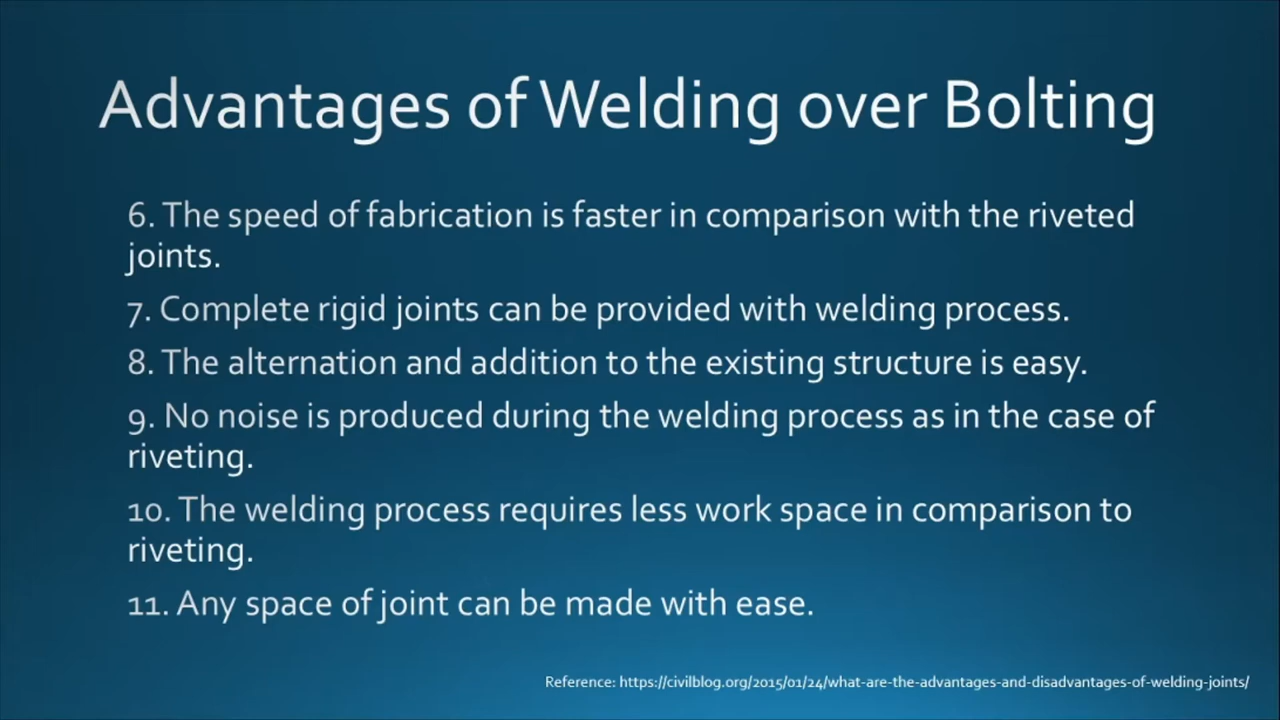 Advantages of Welding over Bolting
6. The speed of fabrication is faster in comparison with the riveted
joints.
7. Complete rigid joints can be provided with welding process.
8. The alternation and addition to the existing structure is easy.
9. No noise is produced during the welding process as in the case of
riveting.
10. The welding process requires less work space in comparison to
riveting.
11. Any space of joint can be made with ease.
Reference: https://civilblog.org/2015/01/24/what-are-the-advantages-and-disadvantages-of-welding-joints/